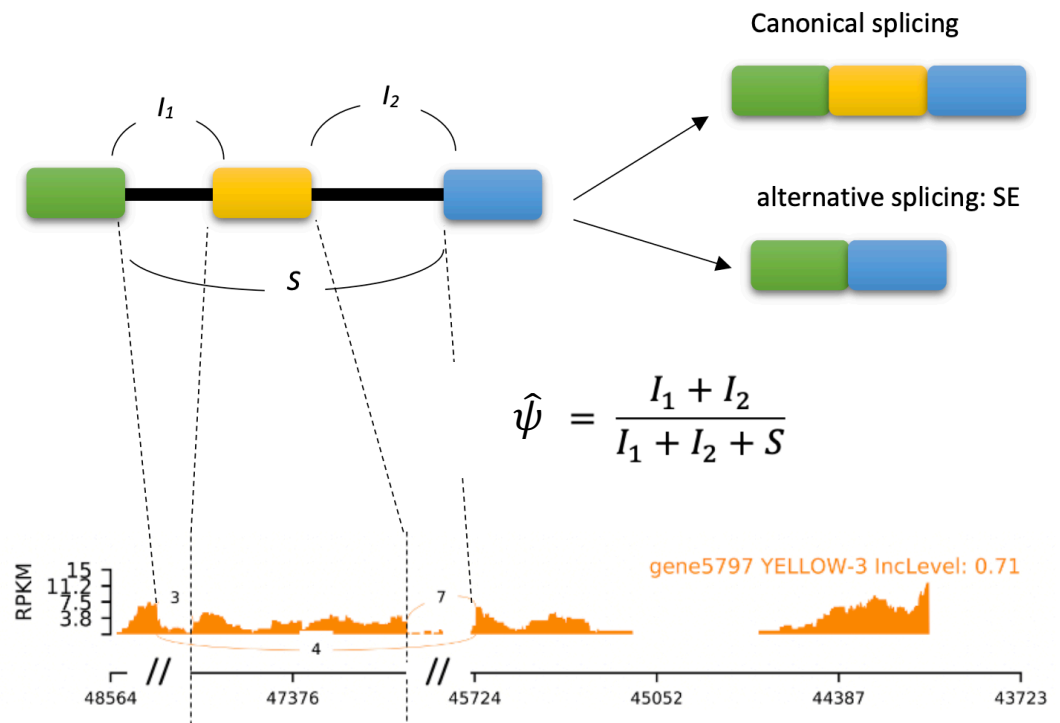 Canonical splicing
I₁
I₂
alternative splicing: SE
S
ψ̂ = (I₁ + I₂) / (I₁ + I₂ + S)
gene5797 YELLOW-3 IncLevel: 0.71
RPKM
15
11.2
7.5
3.8
3
7
4
//
//
48564 47376 45724 45052 44387 43723